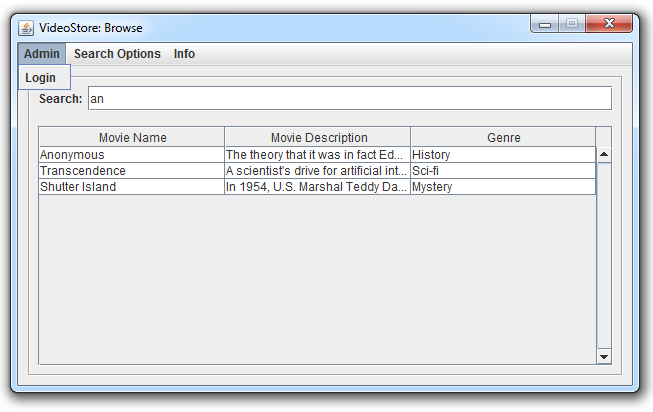 VideoStore: Browse
Admin Search Options Info
Login
Search: an
Movie Name Movie Description Genre
Anonymous The theory that it was in fact Ed... History
Transcendence A scientist's drive for artificial int... Sci-fi
Shutter Island In 1954, U.S. Marshal Teddy Da... Mystery